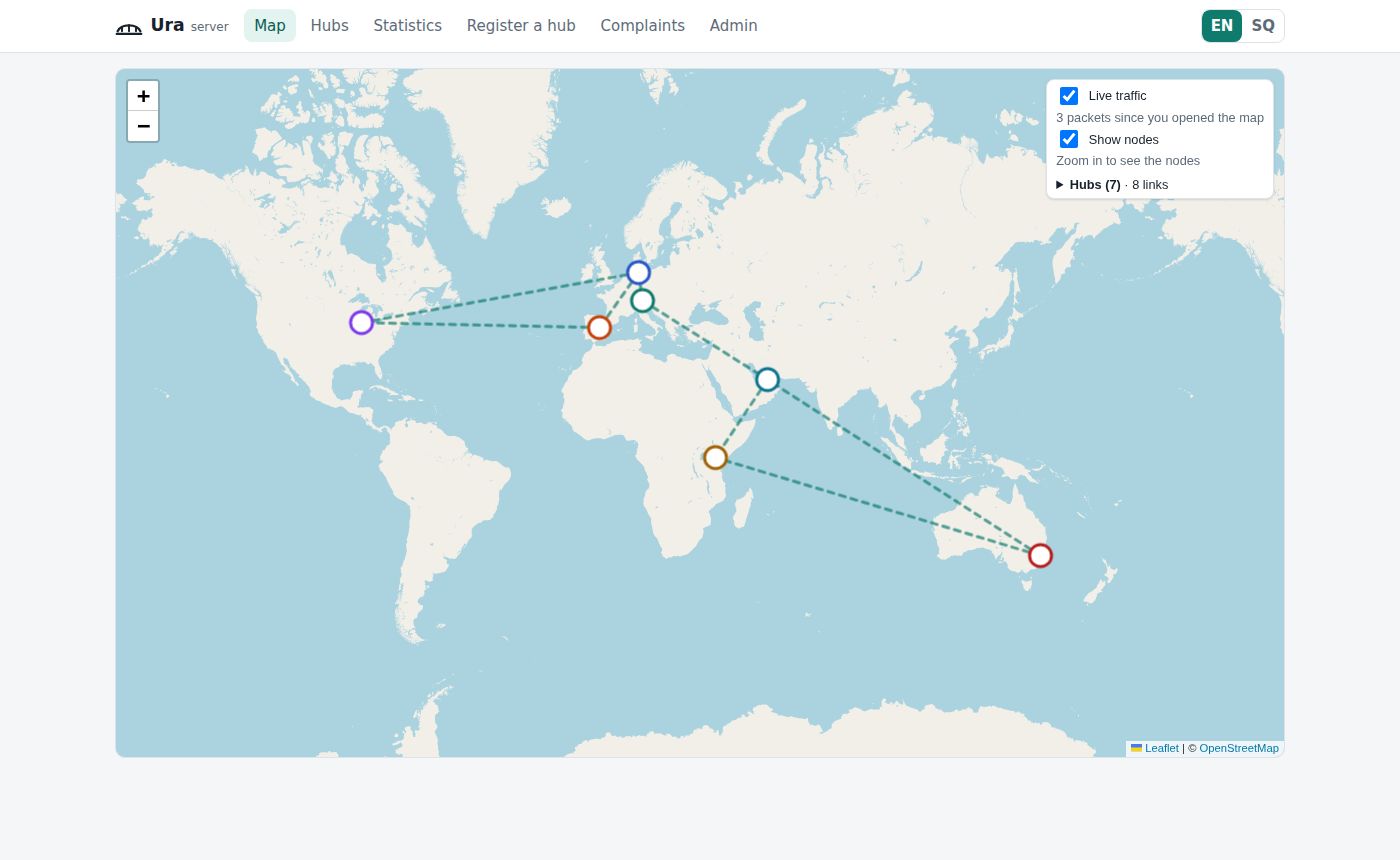 Ura server
Map
Hubs
Statistics
Register a hub
Complaints
Admin
EN
SQ
+
−
Live traffic
3 packets since you opened the map
Show nodes
Zoom in to see the nodes
Hubs (7) · 8 links
Leaflet | © OpenStreetMap